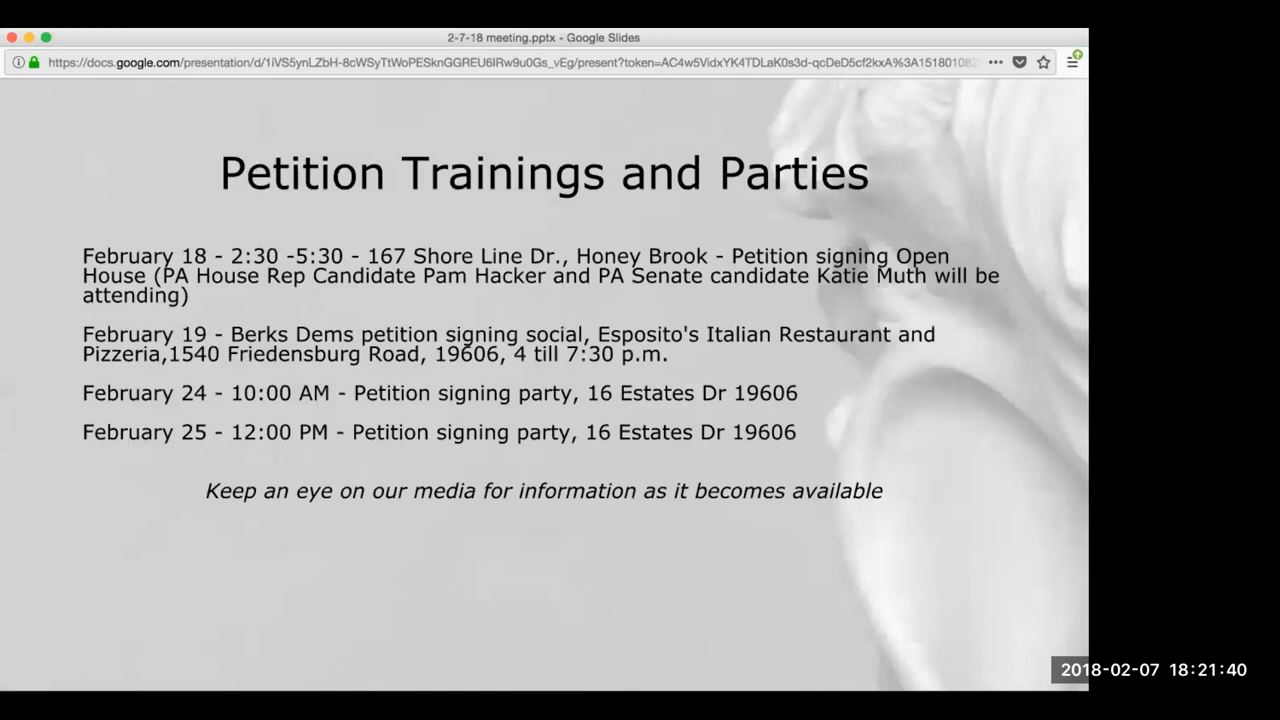 2-7-18 meeting.pptx - Google Slides
Petition Trainings and Parties
February 18 - 2:30 -5:30 - 167 Shore Line Dr., Honey Brook - Petition signing Open
House (PA House Rep Candidate Pam Hacker and PA Senate candidate Katie Muth will be
attending)
February 19 - Berks Dems petition signing social, Esposito's Italian Restaurant and
Pizzeria,1540 Friedensburg Road, 19606, 4 till 7:30 p.m.
February 24 - 10:00 AM - Petition signing party, 16 Estates Dr 19606
February 25 - 12:00 PM - Petition signing party, 16 Estates Dr 19606
Keep an eye on our media for information as it becomes available
2018-02-07 18:21:40